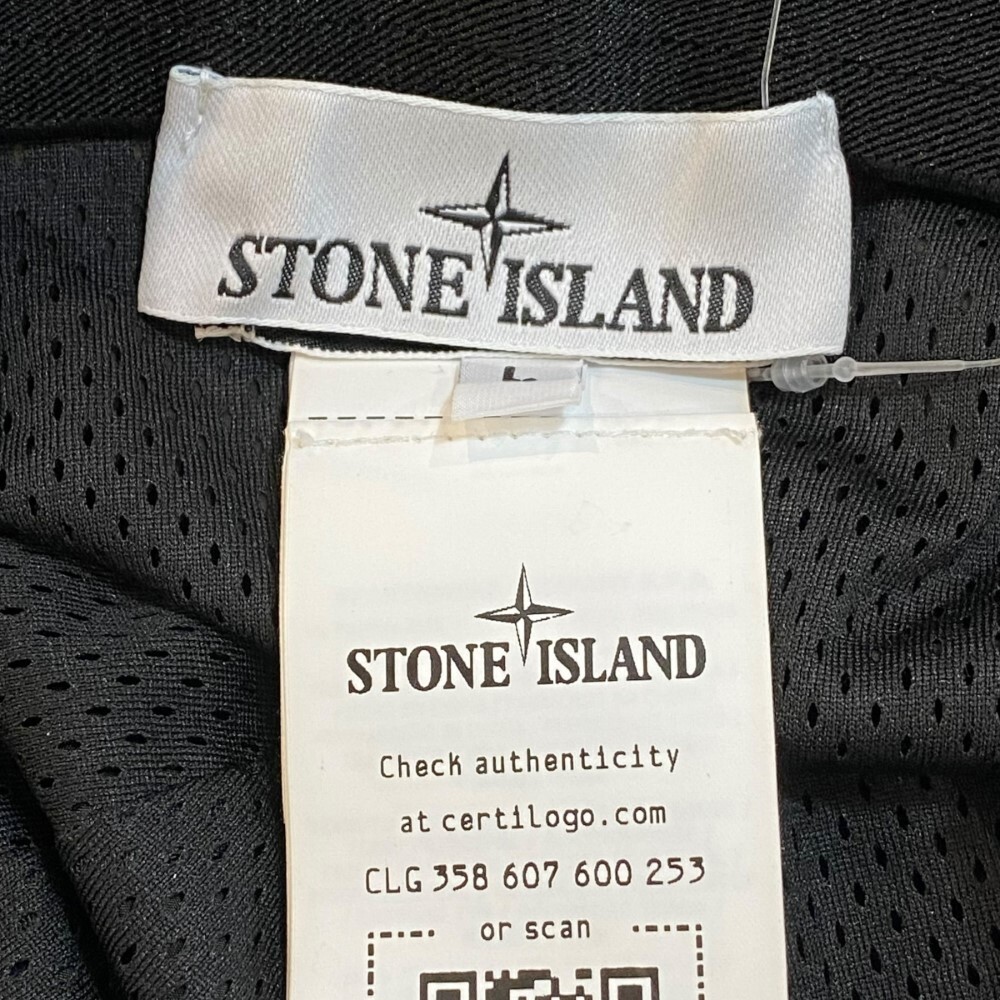 STONE ISLAND
L
STONE ISLAND
Check authenticity
at certilogo.com
CLG 358 607 600 253
or scan